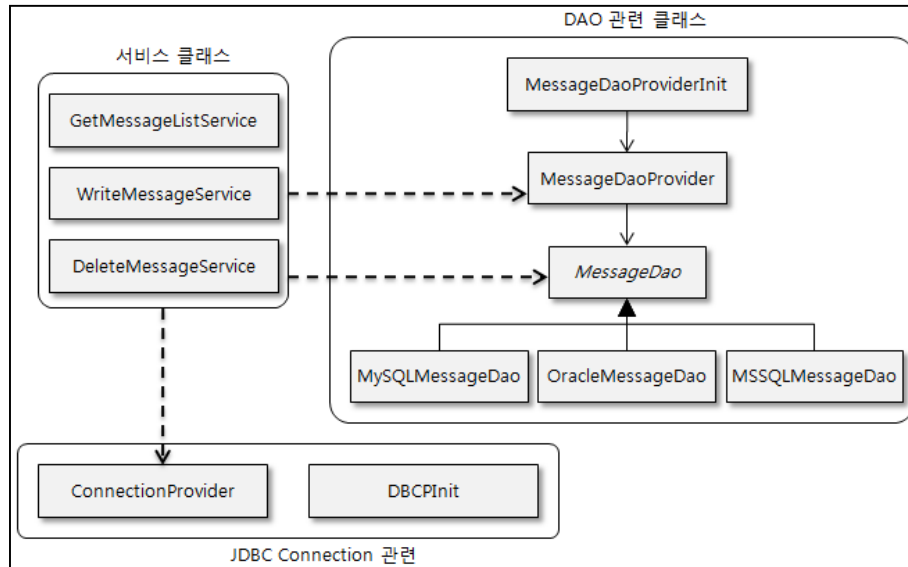 DAO 관련 클래스
서비스 클래스
MessageDaoProviderInit
GetMessageListService
MessageDaoProvider
WriteMessageService
DeleteMessageService
MessageDao
MySQLMessageDao
OracleMessageDao
MSSQLMessageDao
ConnectionProvider
DBCPInit
JDBC Connection 관련